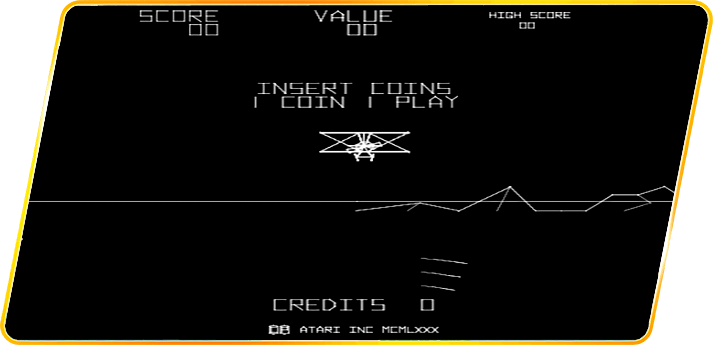 SCORE VALUE HIGH SCORE
00 00 00
INSERT COINS
1 COIN 1 PLAY
CREDITS 0
ATARI INC MCMLXXX